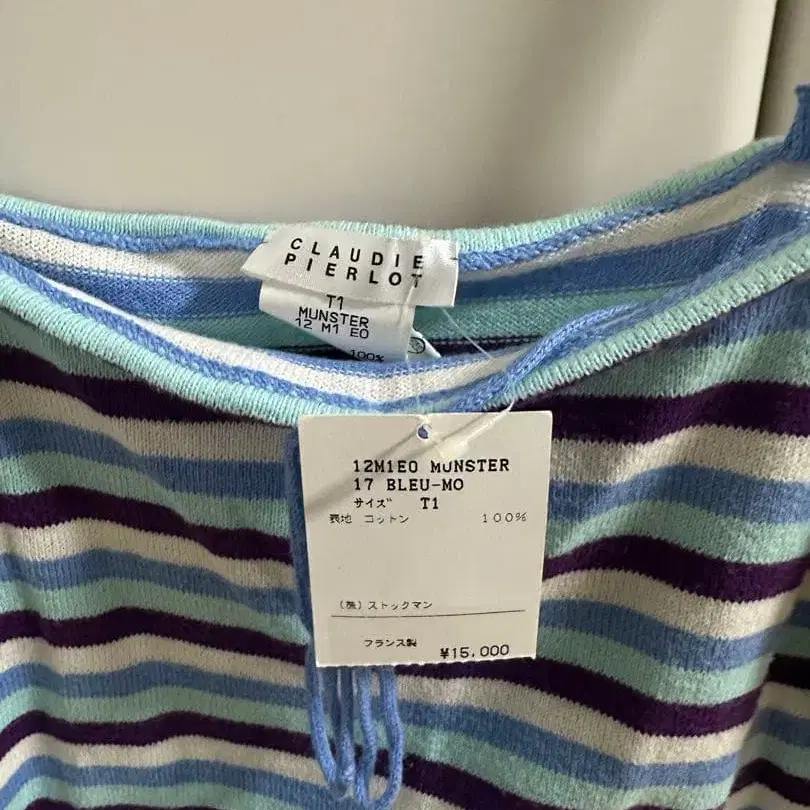 CLAUDIE
PIERLOT
T1
MUNSTER
12 M1 EO
100%
12M1EO MUNSTER
17 BLEU-MO
サイズ T1
表地 コットン 100%
(株)ストックマン
フランス製
¥15,000